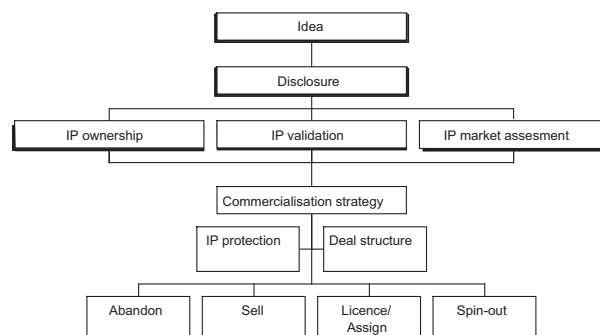 Idea
Disclosure
IP ownership
IP validation
IP market assesment
Commercialisation strategy
IP protection
Deal structure
Abandon
Sell
Licence/
Assign
Spin-out